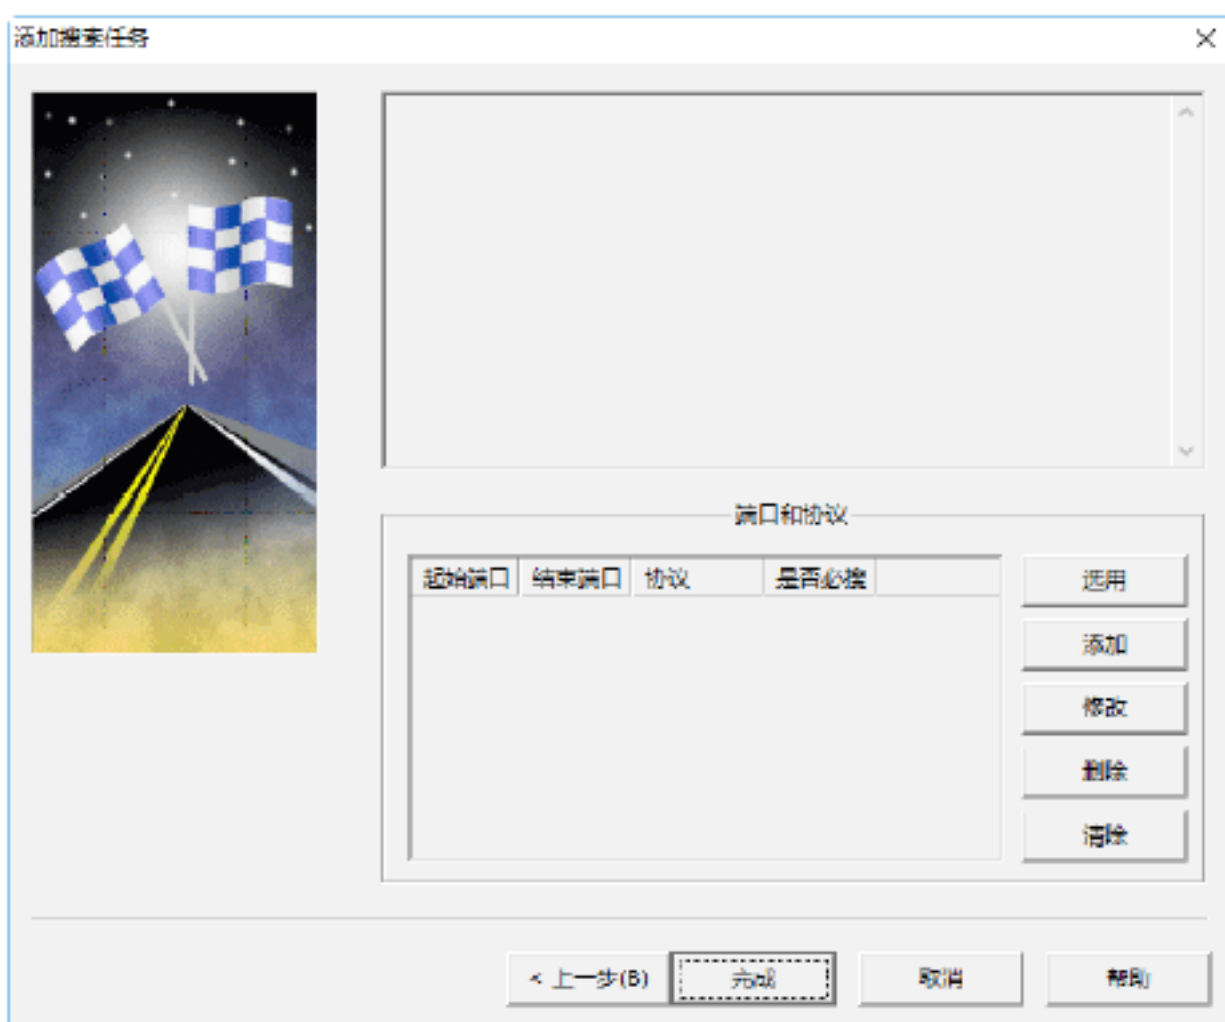 添加搜索任务
端口和协议
起始端口 结束端口 协议 是否必搜
选用
添加
修改
删除
清除
< 上一步(B) 完成 取消 帮助